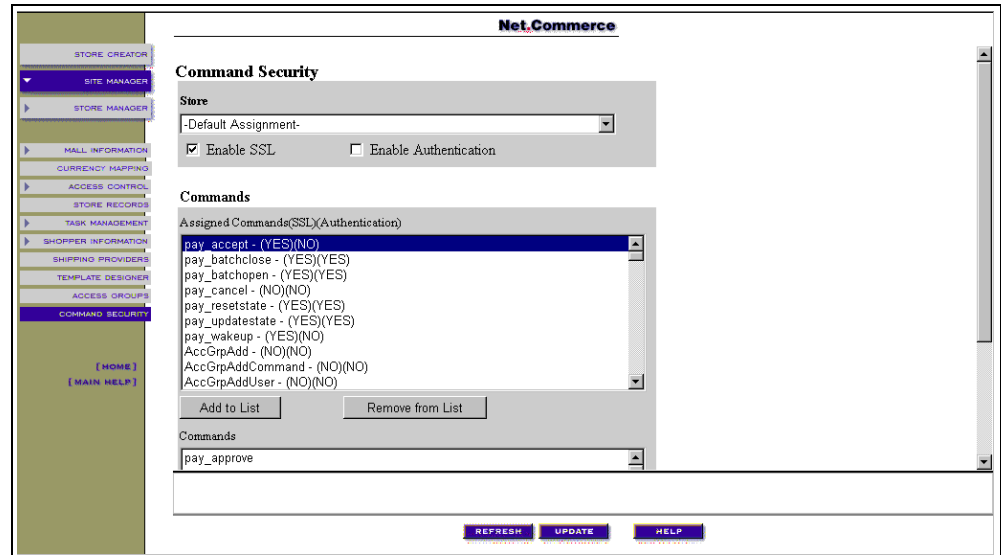 Net.Commerce
STORE CREATOR
SITE MANAGER
STORE MANAGER
MALL INFORMATION
CURRENCY MAPPING
ACCESS CONTROL
STORE RECORDS
TASK MANAGEMENT
SHOPPER INFORMATION
SHIPPING PROVIDERS
TEMPLATE DESIGNER
ACCESS GROUPS
COMMAND SECURITY
[HOME]
[MAIN HELP]
Command Security
Store
-Default Assignment-
Enable SSL Enable Authentication
Commands
Assigned Commands(SSL)(Authentication)
pay_accept - (YES)(NO)
pay_batchclose - (YES)(YES)
pay_batchopen - (YES)(YES)
pay_cancel - (NO)(NO)
pay_resetstate - (YES)(YES)
pay_updatestate - (YES)(YES)
pay_wakeup - (YES)(NO)
AccGrpAdd - (NO)(NO)
AccGrpAddCommand - (NO)(NO)
AccGrpAddUser - (NO)(NO)
Add to List Remove from List
Commands
pay_approve
REFRESH UPDATE HELP